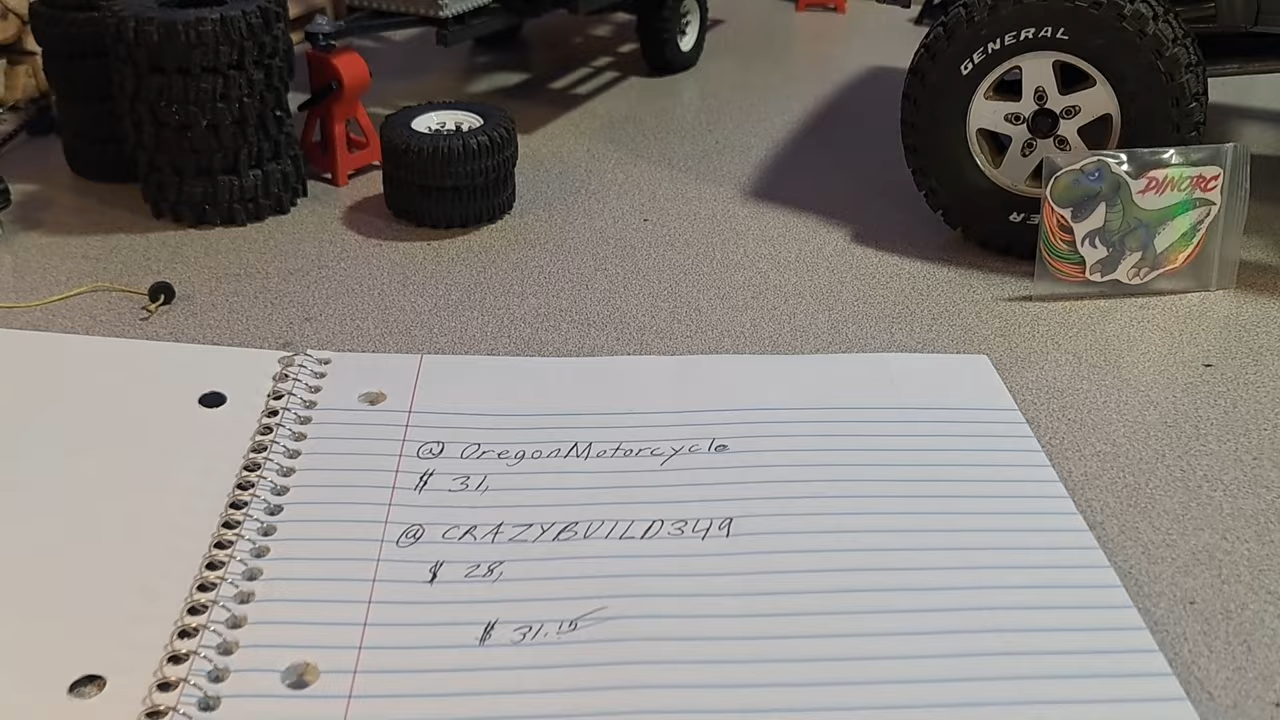 GENERAL
DINORC
@ OregonMotorcycle
$ 31,
@ CRAZYBUILD349
$ 28,
$ 31.15